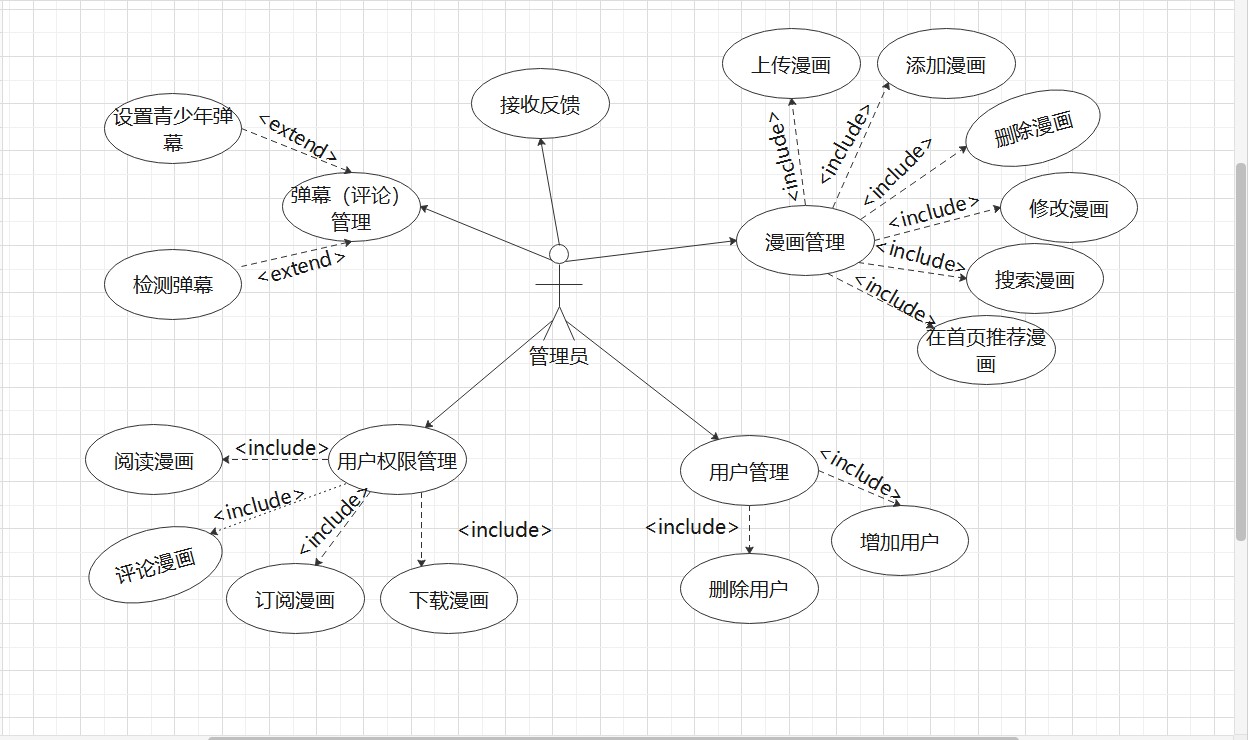 上传漫画
添加漫画
接收反馈
设置青少年弹
幕
<extend>
<include>
<include>
删除漫画
<include>
弹幕（评论）
管理
修改漫画
<include>
漫画管理
<include>
搜索漫画
检测弹幕
<extend>
<include>
在首页推荐漫
画
管理员
阅读漫画
<include>
用户权限管理
用户管理
<include>
<include>
<include>
<include>
<include>
评论漫画
增加用户
订阅漫画
下载漫画
删除用户